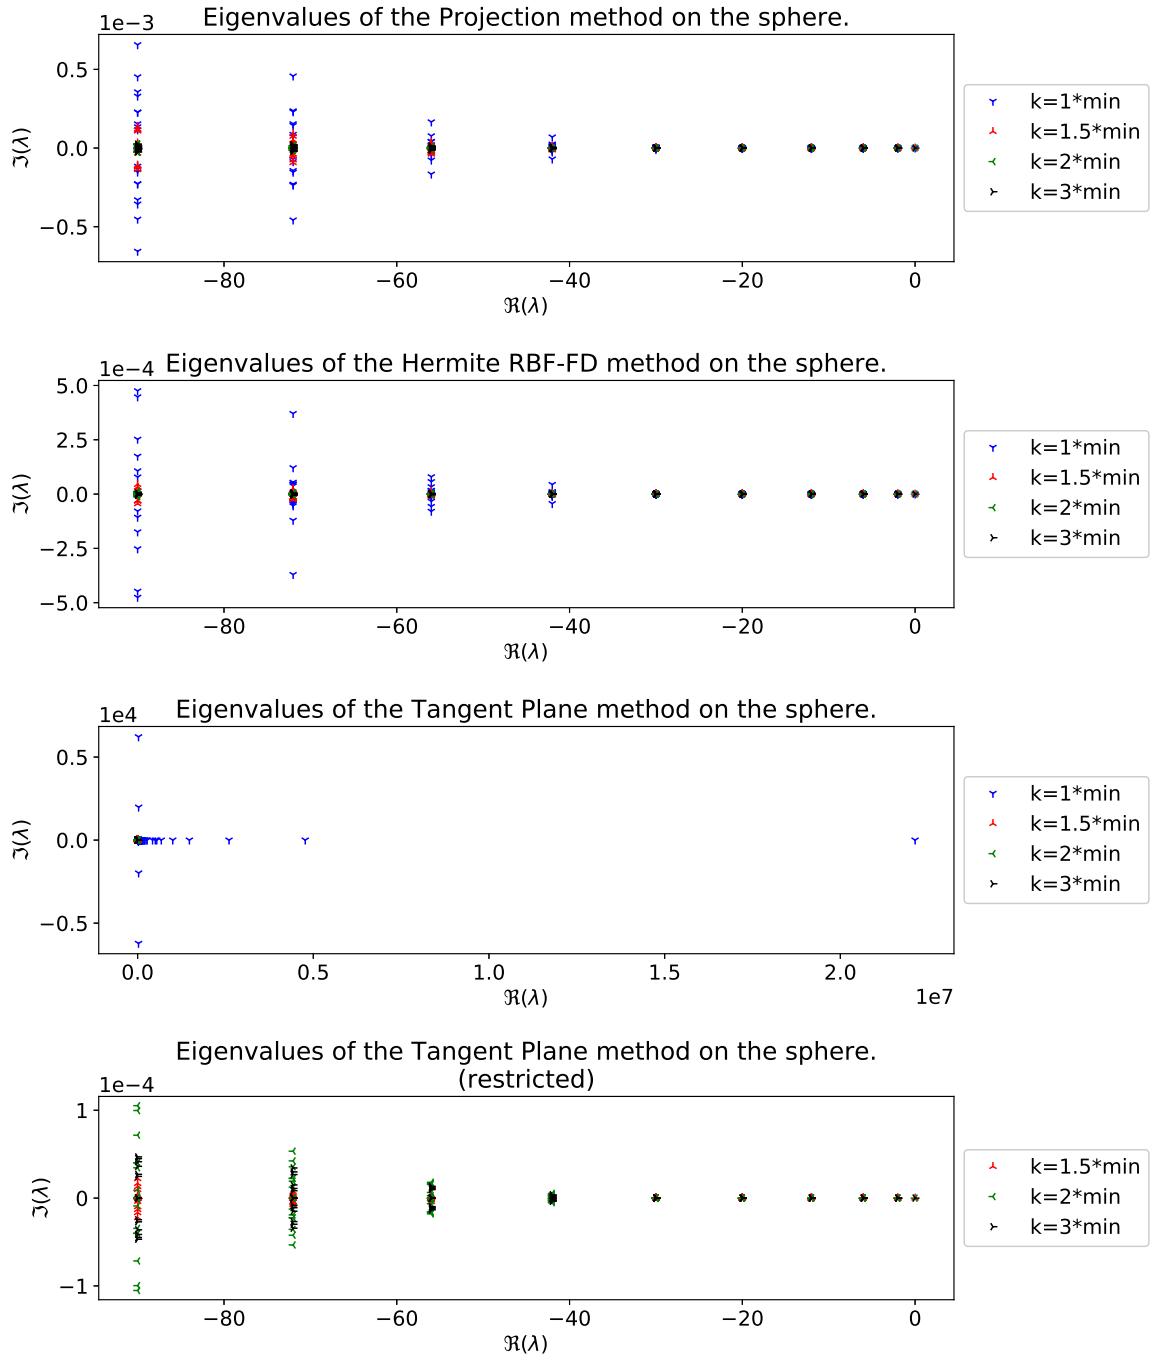 Eigenvalues of the Projection method on the sphere.
1e−3
0.5
0.0
−0.5
ℑ(λ)
−80
−60
−40
−20
0
ℜ(λ)
k=1*min
k=1.5*min
k=2*min
k=3*min
Eigenvalues of the Hermite RBF-FD method on the sphere.
1e−4
5.0
2.5
0.0
−2.5
−5.0
ℑ(λ)
−80
−60
−40
−20
0
ℜ(λ)
k=1*min
k=1.5*min
k=2*min
k=3*min
Eigenvalues of the Tangent Plane method on the sphere.
1e4
0.5
0.0
−0.5
ℑ(λ)
0.0
0.5
1.0
1.5
2.0
1e7
ℜ(λ)
k=1*min
k=1.5*min
k=2*min
k=3*min
Eigenvalues of the Tangent Plane method on the sphere.
(restricted)
1e−4
1
0
−1
ℑ(λ)
−80
−60
−40
−20
0
ℜ(λ)
k=1.5*min
k=2*min
k=3*min